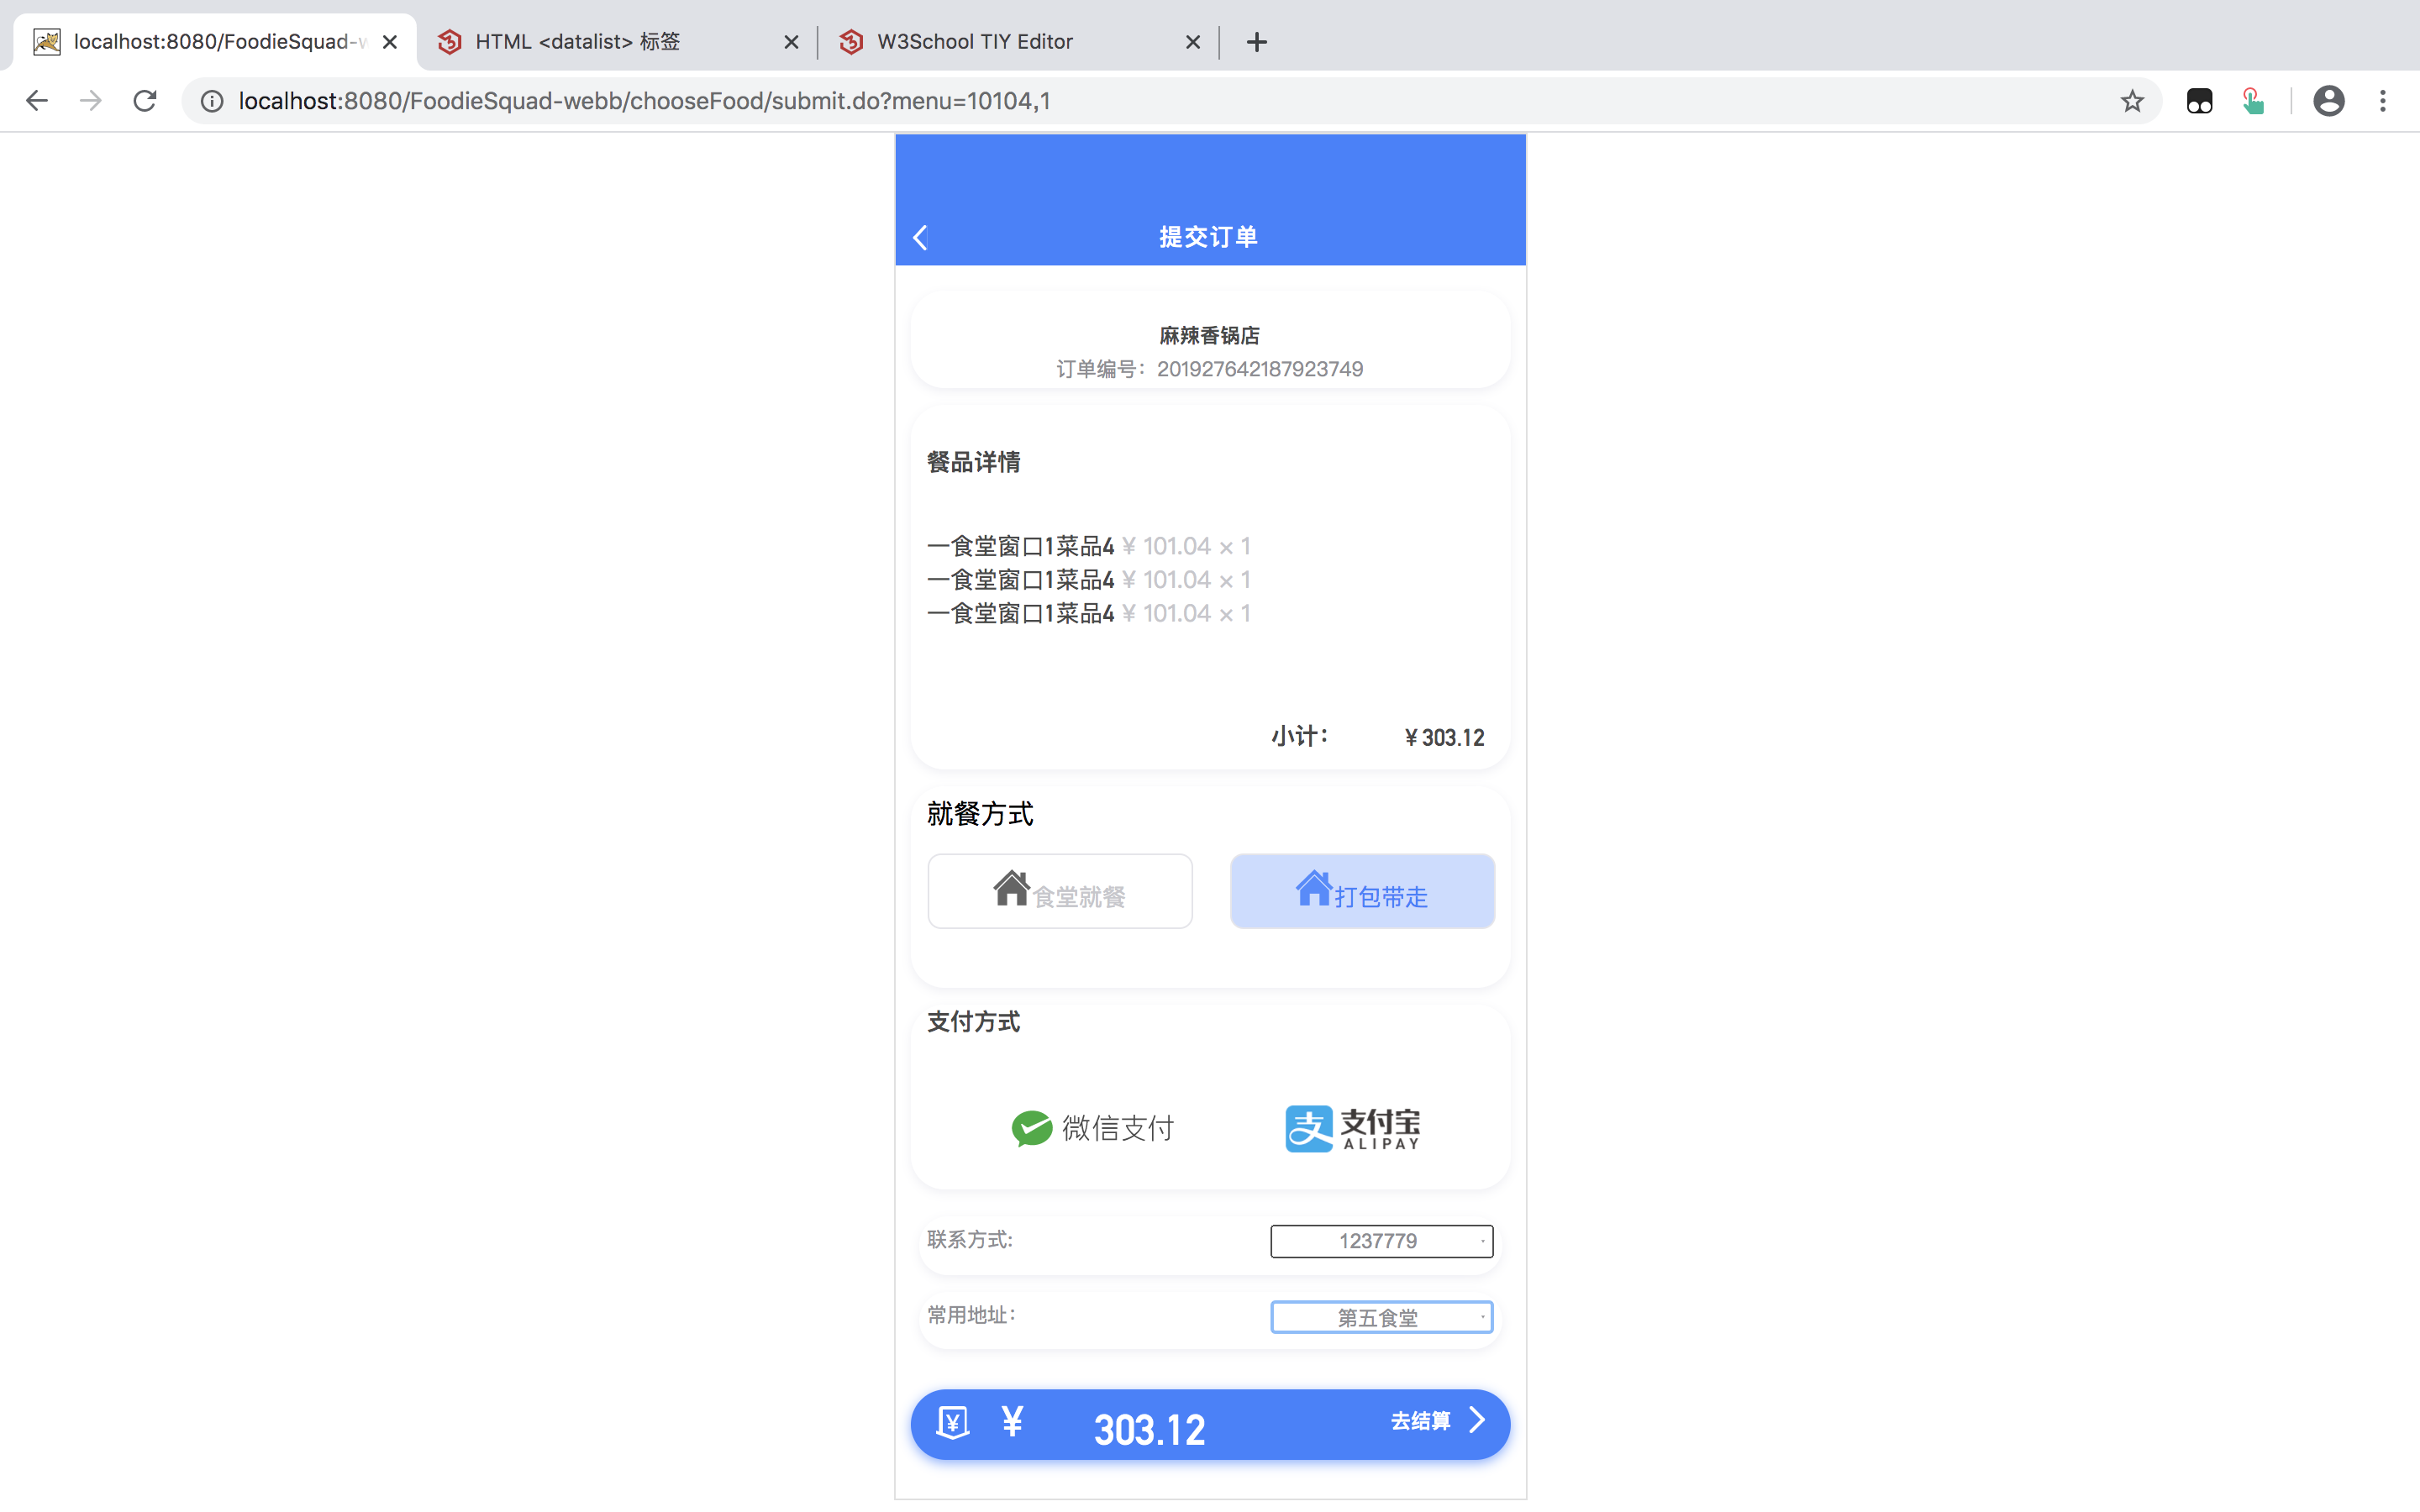 localhost:8080/FoodieSquad-w
HTML <datalist> 标签
W3School TIY Editor
localhost:8080/FoodieSquad-webb/chooseFood/submit.do?menu=10104,1
提交订单
麻辣香锅店
订单编号：201927642187923749
餐品详情
一食堂窗口1菜品4 ¥ 101.04 × 1
一食堂窗口1菜品4 ¥ 101.04 × 1
一食堂窗口1菜品4 ¥ 101.04 × 1
小计： ¥ 303.12
就餐方式
食堂就餐
打包带走
支付方式
微信支付
支 支付宝
ALIPAY
联系方式: 1237779
常用地址： 第五食堂
¥ ¥ 303.12 去结算